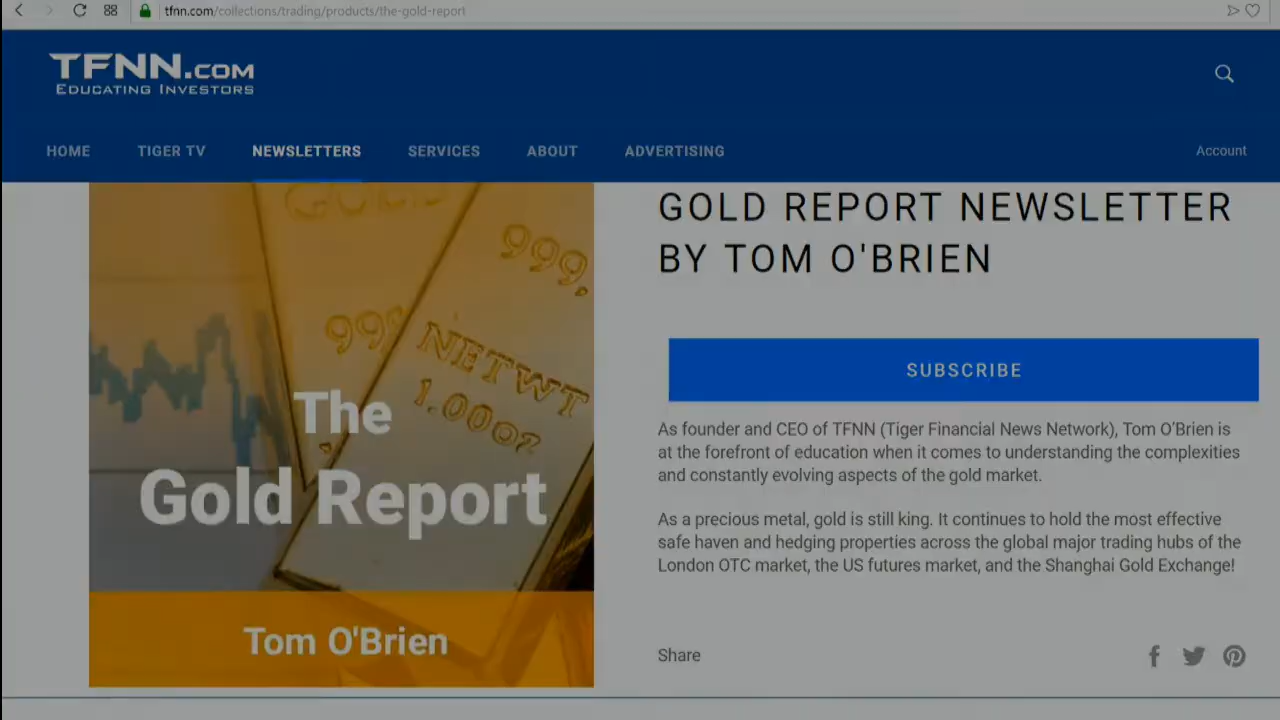 tfnn.com/collections/trading/products/the-gold-report
TFNN.COM
EDUCATING INVESTORS
HOME
TIGER TV
NEWSLETTERS
SERVICES
ABOUT
ADVERTISING
Account
GOLD
999,
999
NETWT
1.00OZ
The
Gold Report
Tom O'Brien
GOLD REPORT NEWSLETTER
BY TOM O'BRIEN
SUBSCRIBE
As founder and CEO of TFNN (Tiger Financial News Network), Tom O'Brien is
at the forefront of education when it comes to understanding the complexities
and constantly evolving aspects of the gold market.
As a precious metal, gold is still king. It continues to hold the most effective
safe haven and hedging properties across the global major trading hubs of the
London OTC market, the US futures market, and the Shanghai Gold Exchange!
Share